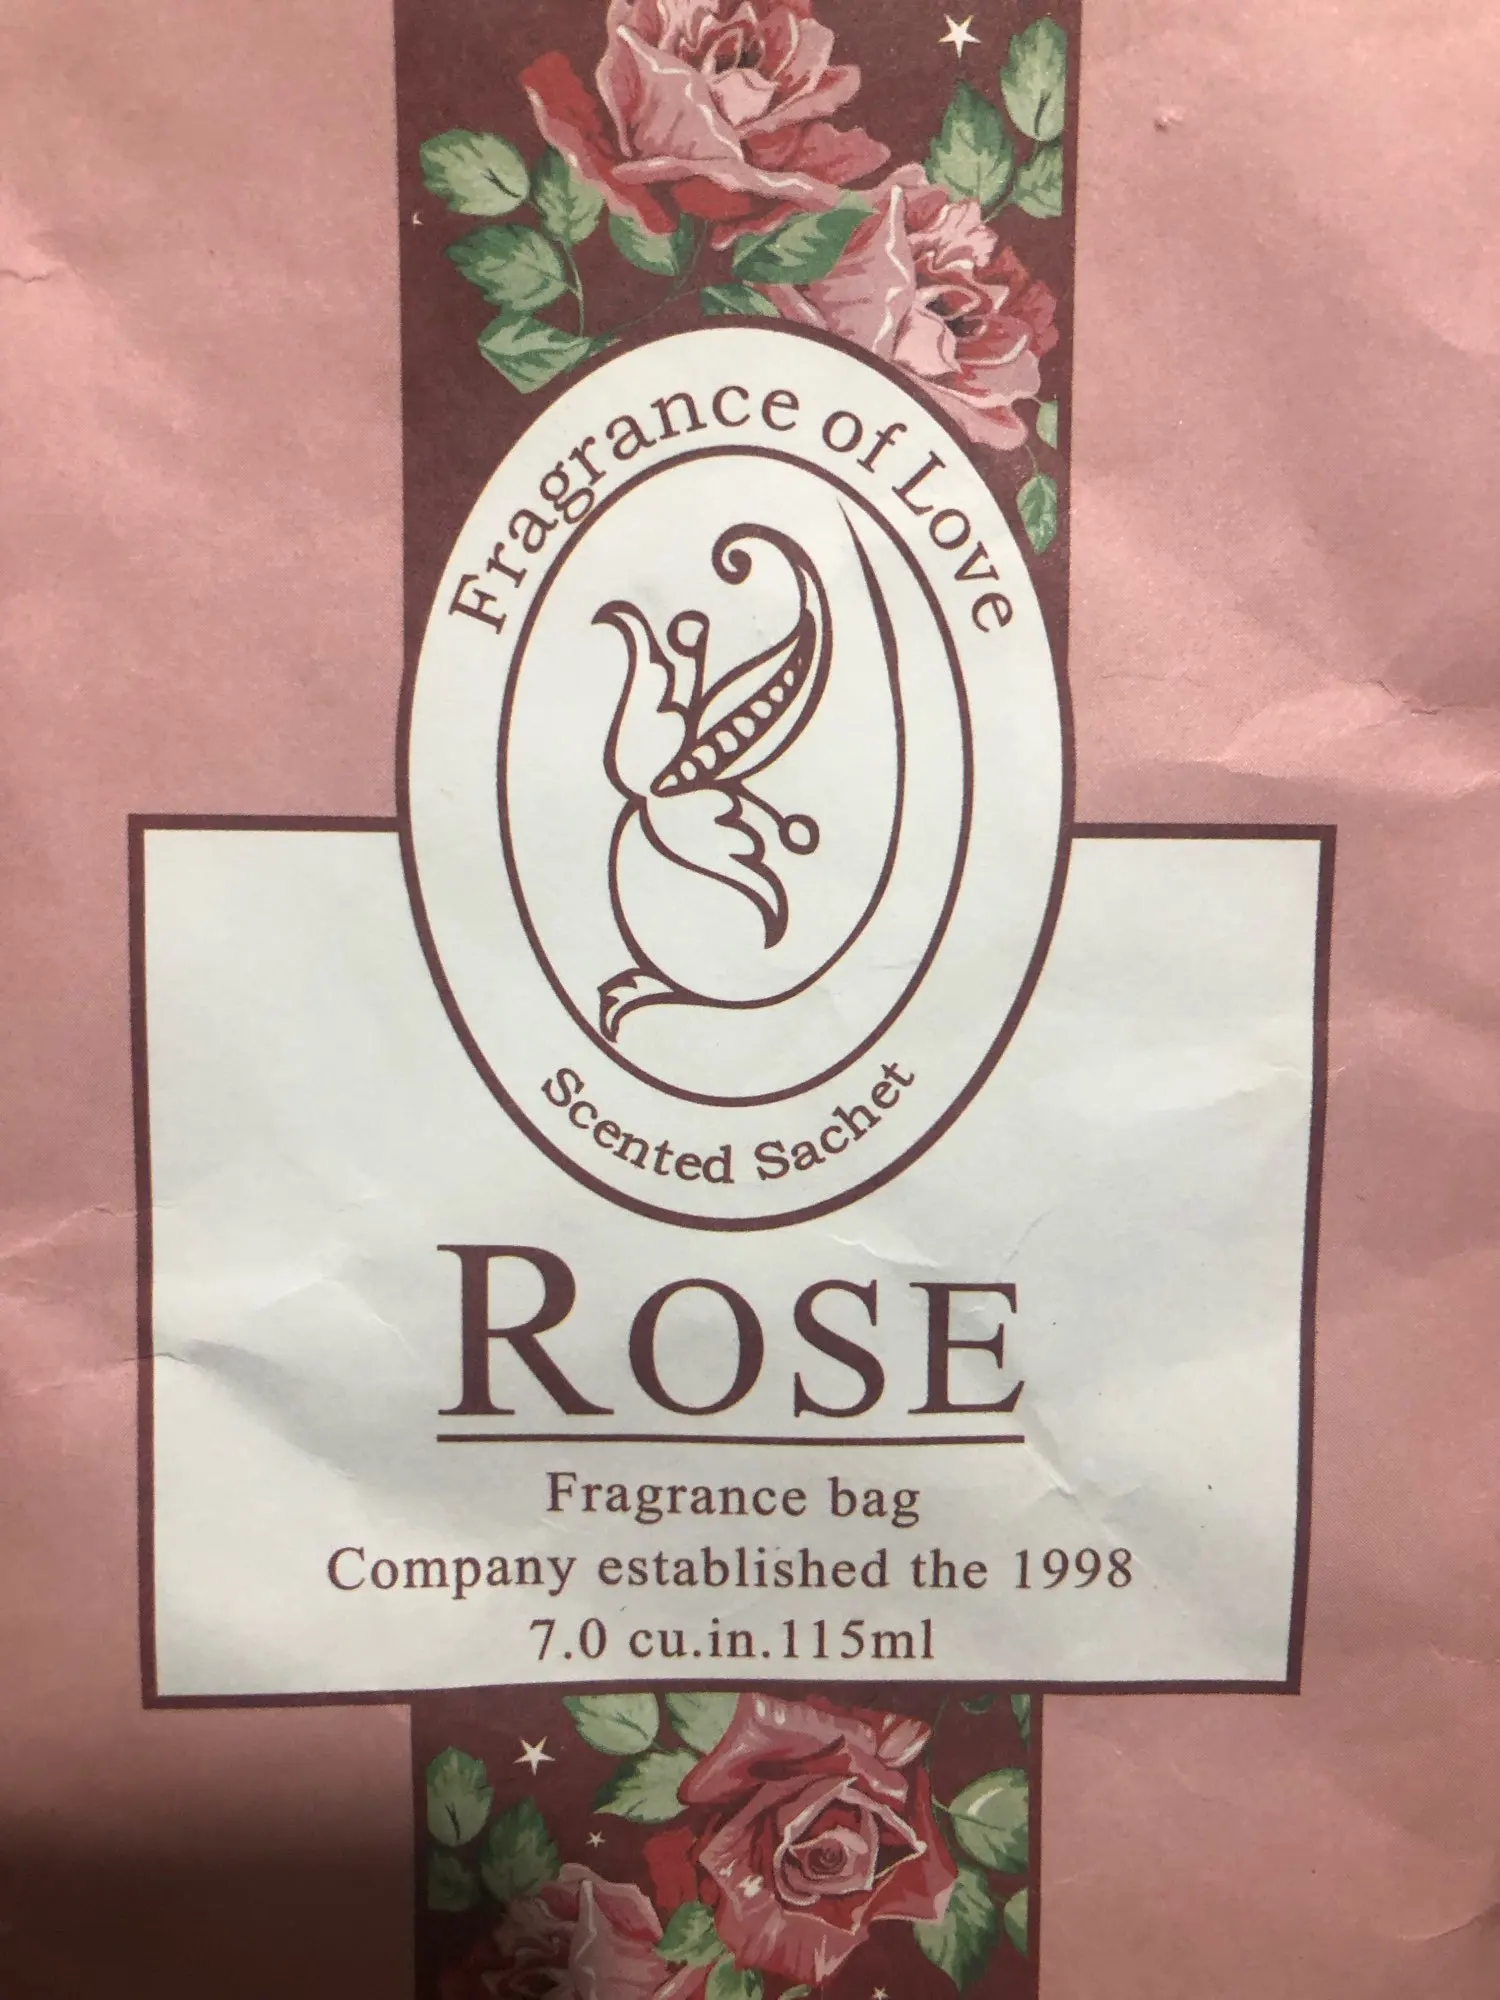 Fragrance of Love
Scented Sachet
ROSE
Fragrance bag
Company established the 1998
7.0 cu.in.115ml